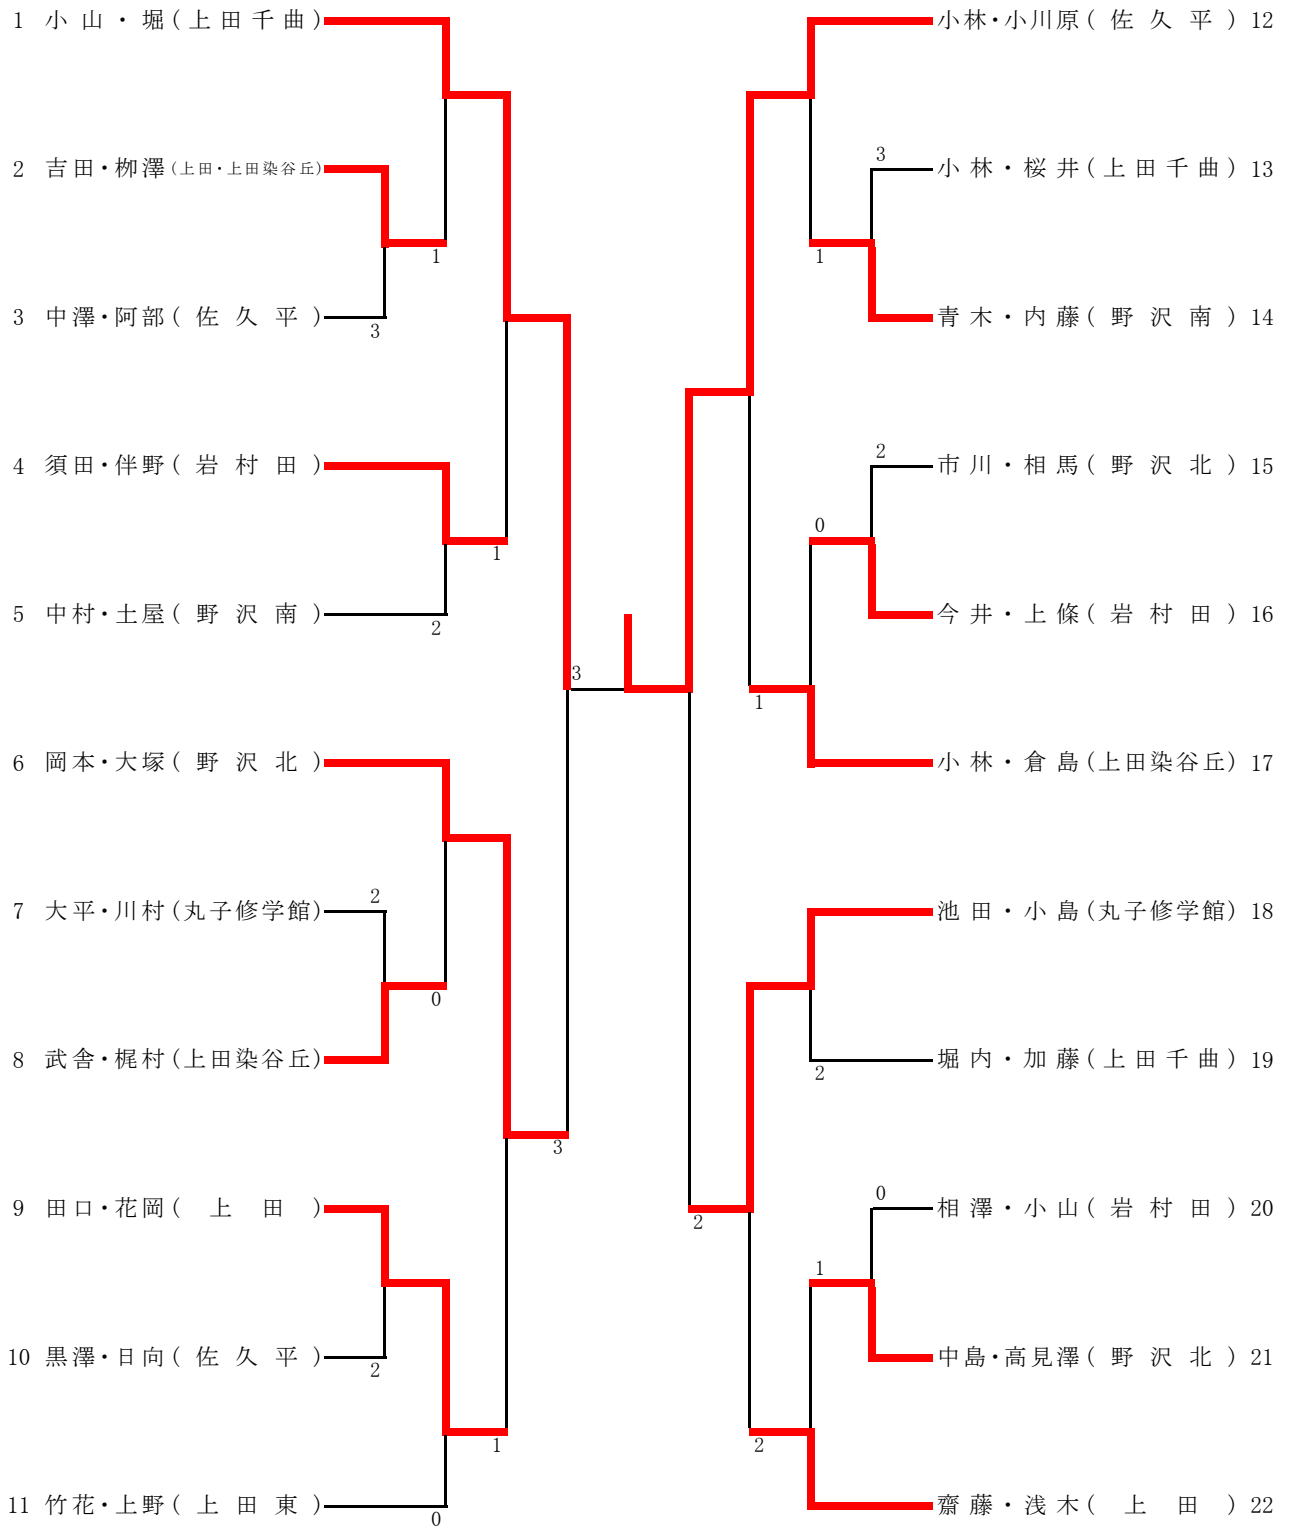 1 小山・堀(上田千曲)
2 吉田・栁澤(上田・上田染谷丘)
1
3 中澤・阿部(佐久平)
3
4 須田・伴野(岩村田)
1
5 中村・土屋(野沢南)
2
3
6 岡本・大塚(野沢北)
2
7 大平・川村(丸子修学館)
0
8 武舎・梶村(上田染谷丘)
3
9 田口・花岡(上田)
10 黒澤・日向(佐久平)
2
1
11 竹花・上野(上田東)
0
小林・小川原(佐久平) 12
3
小林・桜井(上田千曲) 13
1
青木・内藤(野沢南) 14
2
市川・相馬(野沢北) 15
0
今井・上條(岩村田) 16
1
小林・倉島(上田染谷丘) 17
池田・小島(丸子修学館) 18
堀内・加藤(上田千曲) 19
2
0
相澤・小山(岩村田) 20
2
1
中島・高見澤(野沢北) 21
2
齋藤・浅木(上田) 22